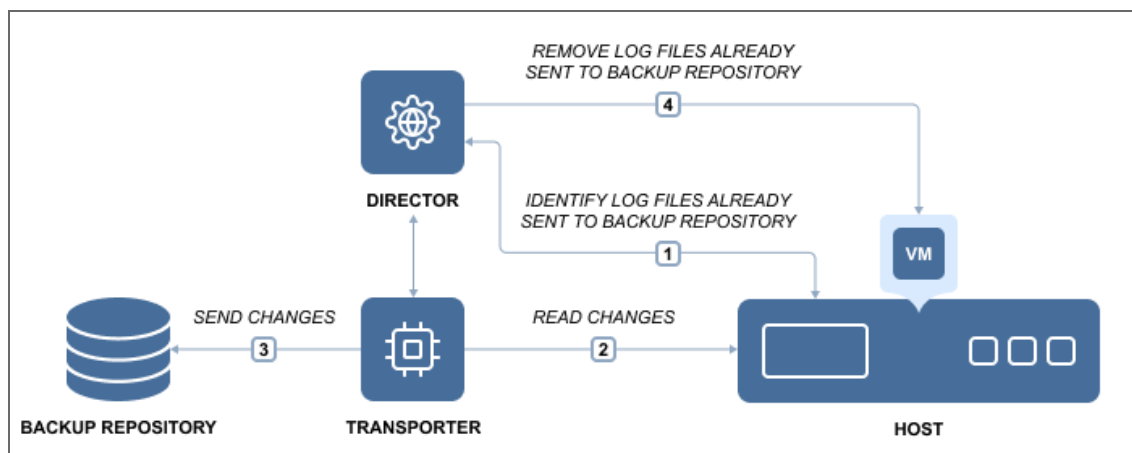 REMOVE LOG FILES ALREADY
SENT TO BACKUP REPOSITORY
4
DIRECTOR
IDENTIFY LOG FILES ALREADY
SENT TO BACKUP REPOSITORY
1
VM
SEND CHANGES
3
READ CHANGES
2
BACKUP REPOSITORY
TRANSPORTER
HOST